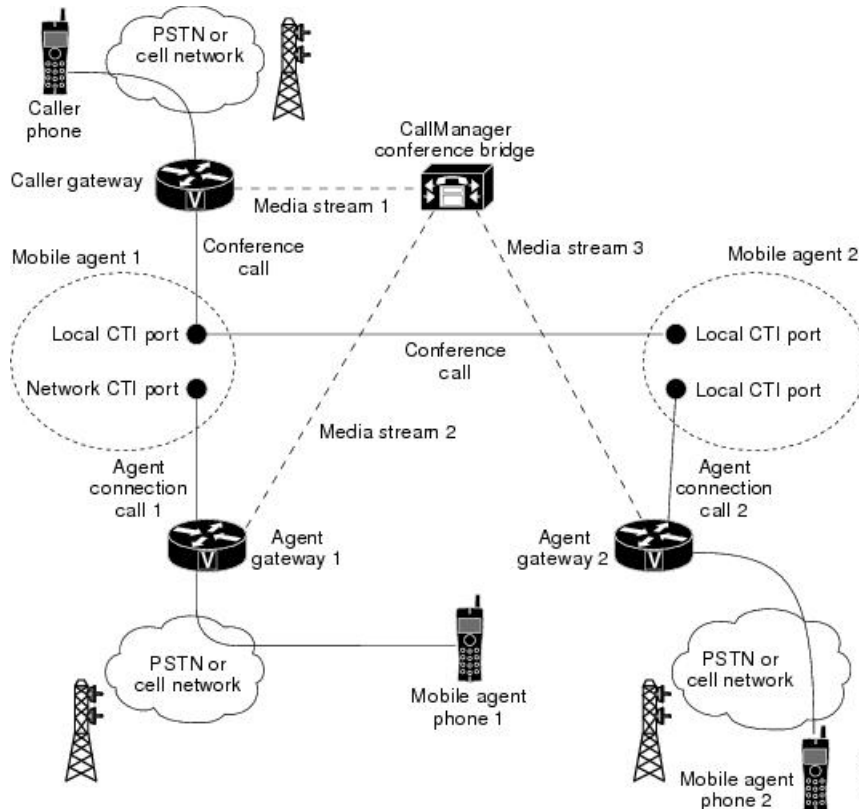 PSTN or
cell network
Caller
phone
CallManager
conference bridge
Caller gateway
V
Media stream 1
Conference
call
Media stream 3
Mobile agent 1
Mobile agent 2
Local CTI port
Local CTI port
Conference
call
Network CTI port
Local CTI port
Media stream 2
Agent
connection
call 1
Agent
connection
call 2
V
Agent
gateway 1
Agent
gateway 2
V
PSTN or
cell network
PSTN or
cell network
Mobile agent
phone 1
Mobile agent
phone 2